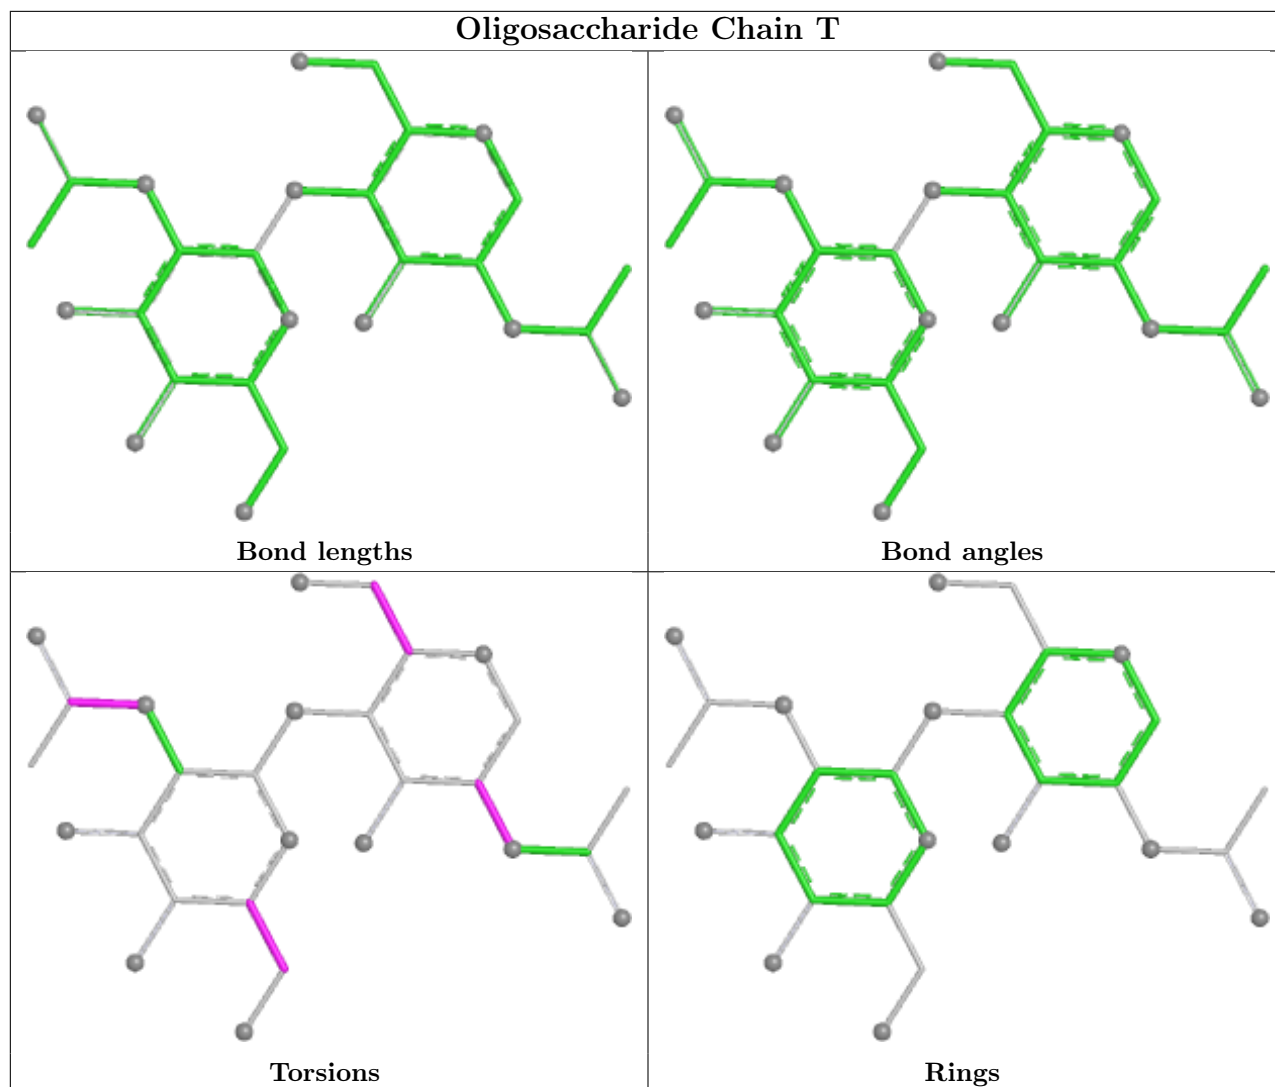 Oligosaccharide Chain T
Bond lengths
Bond angles
Torsions
Rings